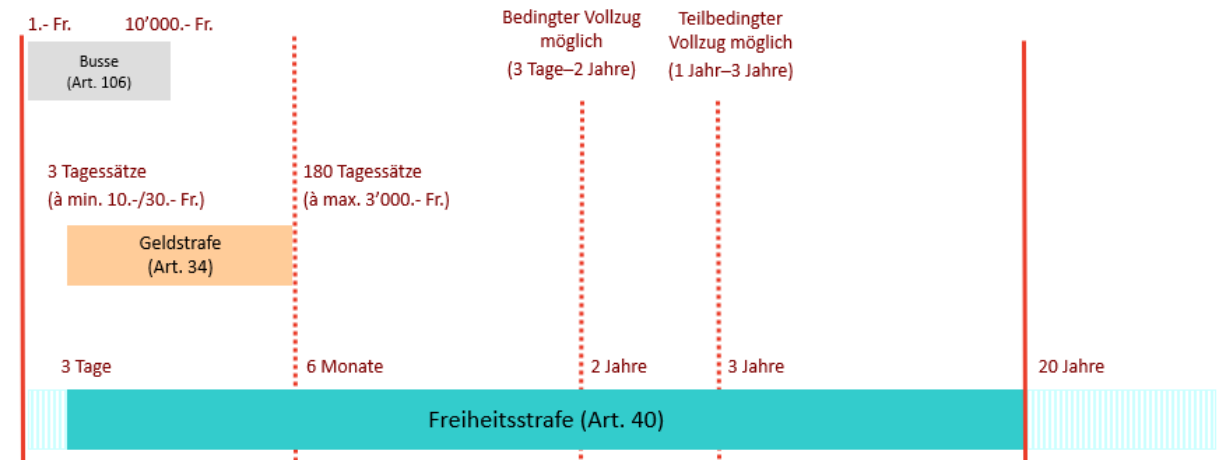 1.- Fr. 10’000.- Fr.
Busse
(Art. 106)
Bedingter Vollzug
möglich
(3 Tage–2 Jahre)
Teilbedingter
Vollzug möglich
(1 Jahr–3 Jahre)
3 Tagessätze
(à min. 10.-/30.- Fr.)
180 Tagessätze
(à max. 3’000.- Fr.)
Geldstrafe
(Art. 34)
3 Tage 6 Monate 2 Jahre 3 Jahre 20 Jahre
Freiheitsstrafe (Art. 40)